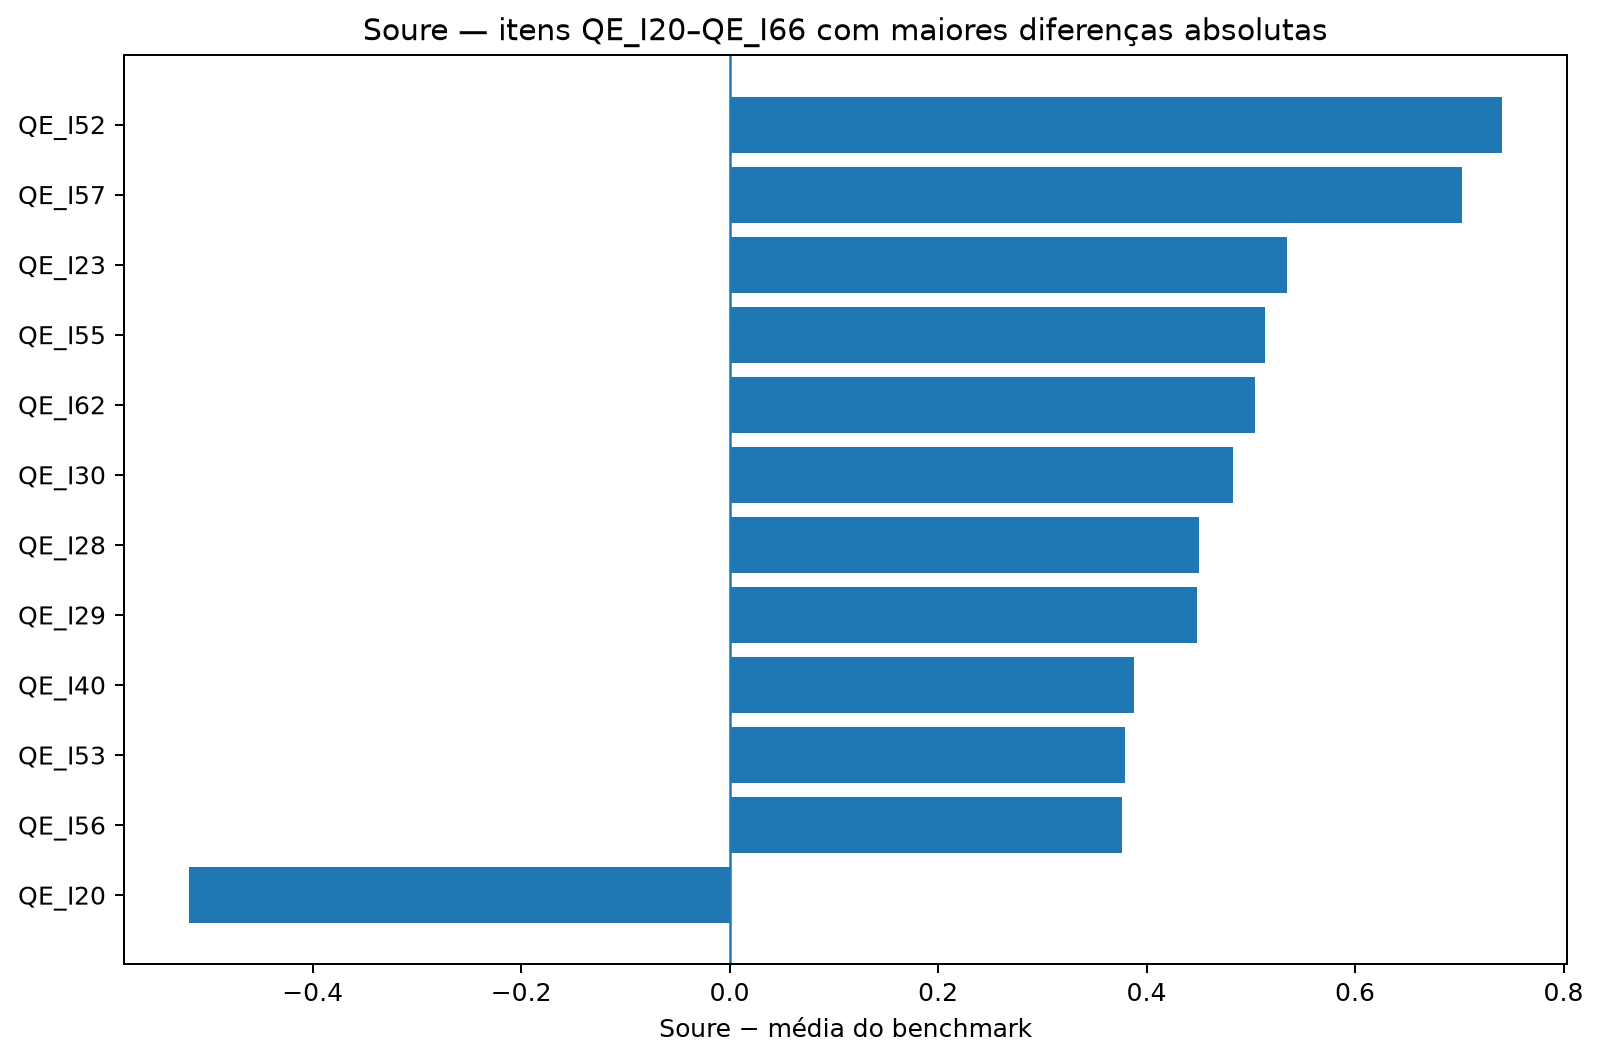 Soure — itens QE_I20–QE_I66 com maiores diferenças absolutas
QE_I52
QE_I57
QE_I23
QE_I55
QE_I62
QE_I30
QE_I28
QE_I29
QE_I40
QE_I53
QE_I56
QE_I20
−0.4 −0.2 0.0 0.2 0.4 0.6 0.8
Soure − média do benchmark